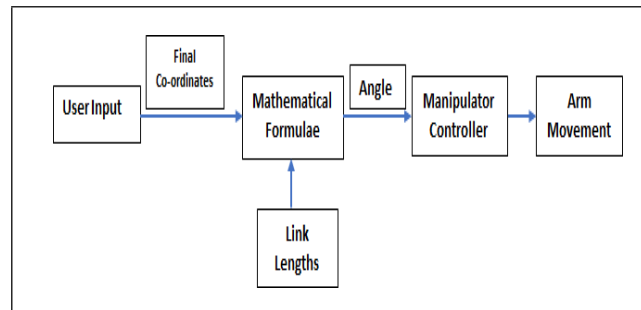 Final
Co-ordinates
User Input
Mathematical
Formulae
Angle
Manipulator
Controller
Arm
Movement
Link
Lengths